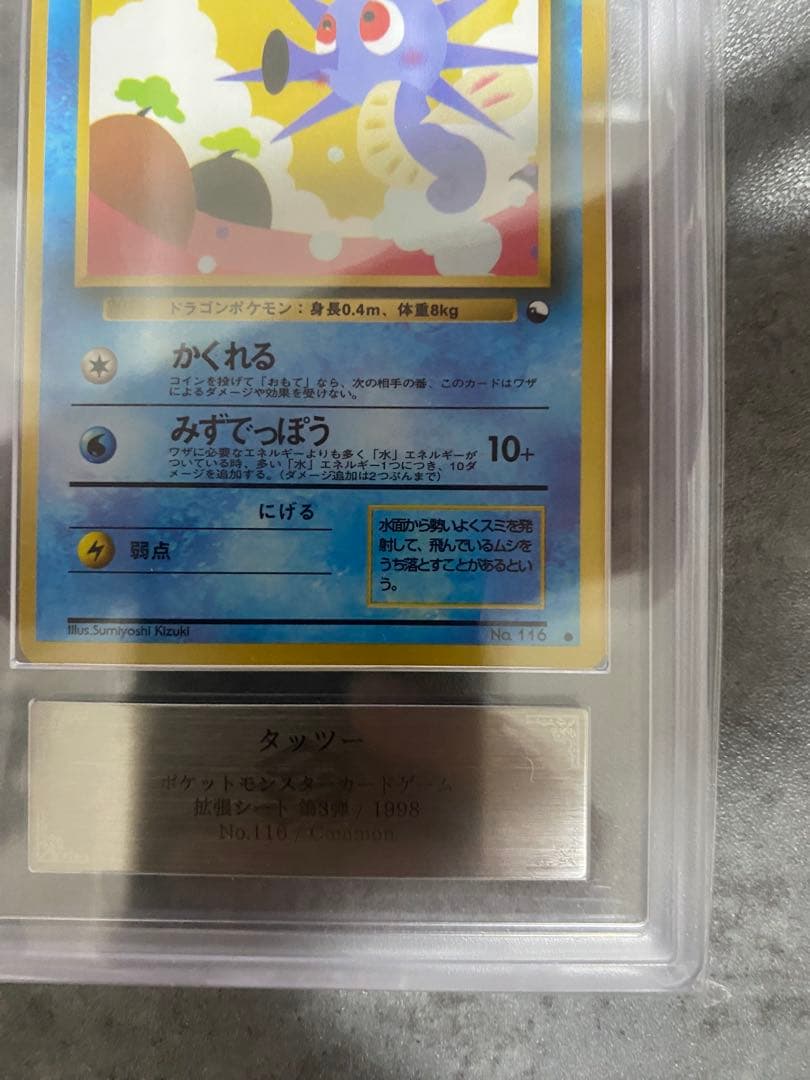 ドラゴンポケモン：身長0.4m、体重8kg
かくれる
コインを投げて「おもて」なら、次の相手の番、このカードはワザ
によるダメージや効果を受けない。
みずでっぽう
10+
ワザに必要なエネルギーよりも多く「水」エネルギーが
ついている時、多い「水」エネルギー1つにつき、10ダ
メージを追加する。（ダメージ追加は2つぶんまで）
にげる
弱点
水面から勢いよくスミを発
射して、飛んでいるムシを
うち落とすことがあるとい
う。
Illus.Sumiyoshi Kizuki
No. 116
タッツー
ポケットモンスターカードゲーム
拡張シート 第3弾 / 1998
No.116 / Common